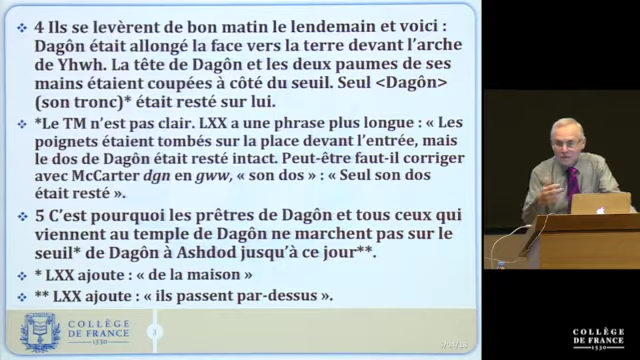 4 Ils se levèrent de bon matin le lendemain et voici :
Dagôn était allongé la face vers la terre devant l’arche
de Yhwh. La tête de Dagôn et les deux paumes de ses
mains étaient coupées à côté du seuil. Seul <Dagôn>
(son tronc)* était resté sur lui.
*Le TM n’est pas clair. LXX a une phrase plus longue : « Les
poignets étaient tombés sur la place devant l’entrée, mais
le dos de Dagôn était resté intact. Peut-être faut-il corriger
avec McCarter dgn en gww, « son dos » : « Seul son dos
était resté ».
5 C’est pourquoi les prêtres de Dagôn et tous ceux qui
viennent au temple de Dagôn ne marchent pas sur le
seuil* de Dagôn à Ashdod jusqu’à ce jour**.
* LXX ajoute : « de la maison »
** LXX ajoute : « ils passent par-dessus ».
COLLÈGE
DE FRANCE
1530
3
COLLÈGE
DE FRANCE
1530